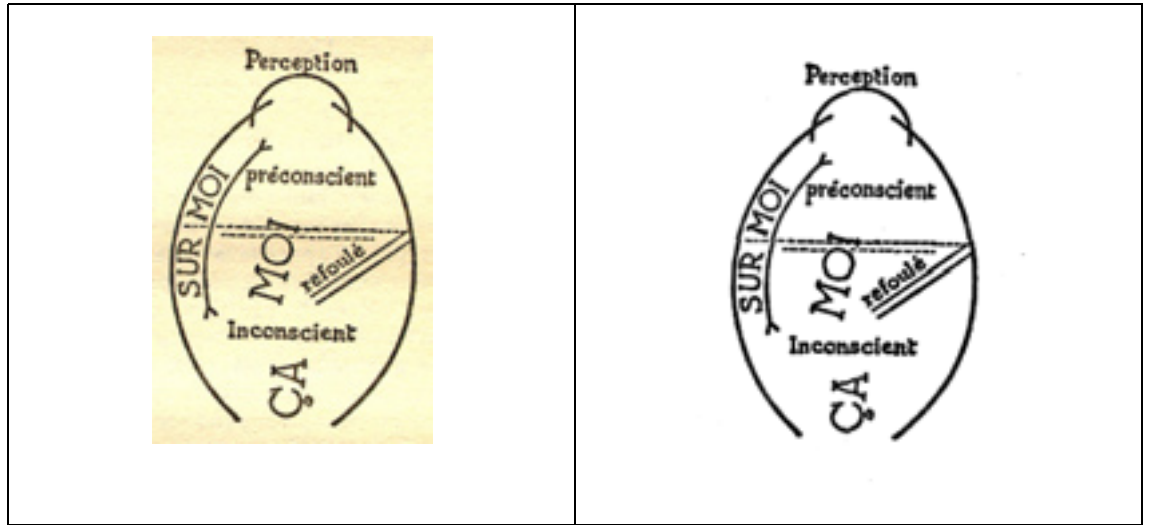 Perception
préconscient
SUR MOI
MOI
refoulé
Inconscient
ÇA
Perception
préconscient
SUR MOI
MOI
refoulé
Inconscient
ÇA